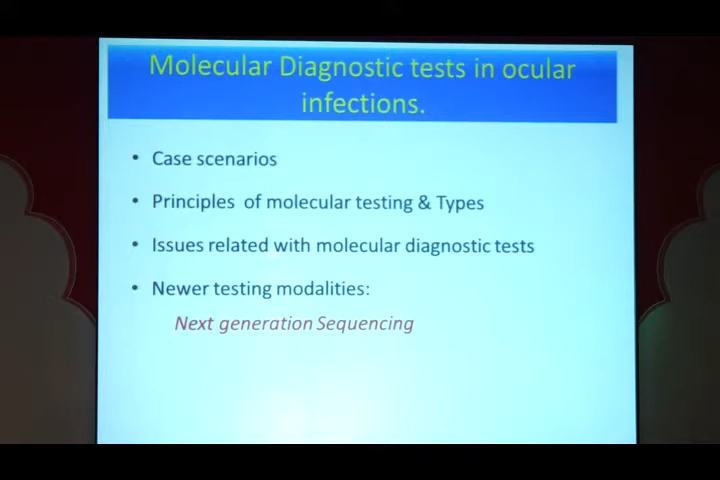 Molecular Diagnostic tests in ocular
infections.
• Case scenarios
• Principles of molecular testing & Types
• Issues related with molecular diagnostic tests
• Newer testing modalities:
Next generation Sequencing